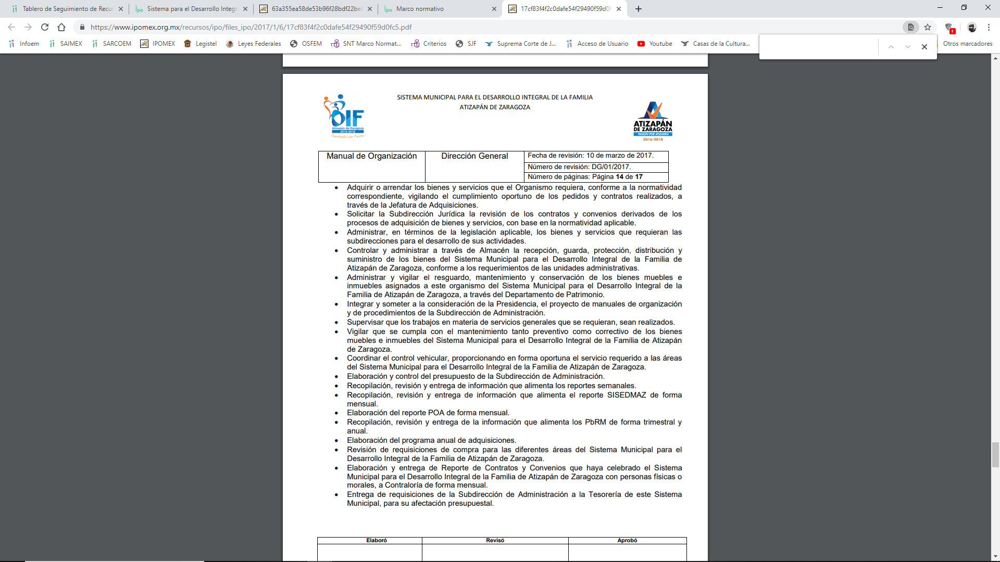 Tablero de Seguimiento de Recur
Sistema para el Desarrollo Integra
63a355ea58de53b96f28bdf22be
Marco normativo
17cf83f4f2c0dafe54f29490f59d0f
https://www.ipomex.org.mx/recursos/ipo/files_ipo/2017/1/6/17cf83f4f2c0dafe54f29490f59d0fc5.pdf
Infoem
SAIMEX
SARCOEM
IPOMEX
Legistel
Leyes Federales
OSFEM
SNT Marco Normat...
Criterios
SJF
Suprema Corte de J...
Acceso de Usuario
Youtube
Casas de la Cultura...
Otros marcadores
SISTEMA MUNICIPAL PARA EL DESARROLLO INTEGRAL DE LA FAMILIA
ATIZAPÁN DE ZARAGOZA
DIF
Atizapán de Zaragoza
2016-2018
Ayudando con Pasión
ATIZAPÁN
DE ZARAGOZA
PASIÓN POR ATIZAPÁN
2016-2018
Manual de Organización
Dirección General
Fecha de revisión: 10 de marzo de 2017.
Número de revisión: DG/01/2017.
Número de páginas: Página 14 de 17
• Adquirir o arrendar los bienes y servicios que el Organismo requiera, conforme a la normatividad
correspondiente, vigilando el cumplimiento oportuno de los pedidos y contratos realizados, a
través de la Jefatura de Adquisiciones.
• Solicitar la Subdirección Jurídica la revisión de los contratos y convenios derivados de los
procesos de adquisición de bienes y servicios, con base en la normatividad aplicable.
• Administrar, en términos de la legislación aplicable, los bienes y servicios que requieran las
subdirecciones para el desarrollo de sus actividades.
• Controlar y administrar a través de Almacén la recepción, guarda, protección, distribución y
suministro de los bienes del Sistema Municipal para el Desarrollo Integral de la Familia de
Atizapán de Zaragoza, conforme a los requerimientos de las unidades administrativas.
• Administrar y vigilar el resguardo, mantenimiento y conservación de los bienes muebles e
inmuebles asignados a este organismo del Sistema Municipal para el Desarrollo Integral de la
Familia de Atizapán de Zaragoza, a través del Departamento de Patrimonio.
• Integrar y someter a la consideración de la Presidencia, el proyecto de manuales de organización
y de procedimientos de la Subdirección de Administración.
• Supervisar que los trabajos en materia de servicios generales que se requieran, sean realizados.
• Vigilar que se cumpla con el mantenimiento tanto preventivo como correctivo de los bienes
muebles e inmuebles del Sistema Municipal para el Desarrollo Integral de la Familia de Atizapán
de Zaragoza.
• Coordinar el control vehicular, proporcionando en forma oportuna el servicio requerido a las áreas
del Sistema Municipal para el Desarrollo Integral de la Familia de Atizapán de Zaragoza.
• Elaboración y control del presupuesto de la Subdirección de Administración.
• Recopilación, revisión y entrega de información que alimenta los reportes semanales.
• Recopilación, revisión y entrega de información que alimenta el reporte SISEDMAZ de forma
mensual.
• Elaboración del reporte POA de forma mensual.
• Recopilación, revisión y entrega de la información que alimenta los PbRM de forma trimestral y
anual.
• Elaboración del programa anual de adquisiciones.
• Revisión de requisiciones de compra para las diferentes áreas del Sistema Municipal para el
Desarrollo Integral de la Familia de Atizapán de Zaragoza.
• Elaboración y entrega de Reporte de Contratos y Convenios que haya celebrado el Sistema
Municipal para el Desarrollo Integral de la Familia de Atizapán de Zaragoza con personas físicas o
morales, a Contraloría de forma mensual.
• Entrega de requisiciones de la Subdirección de Administración a la Tesorería de este Sistema
Municipal, para su afectación presupuestal.
Elaboró
Revisó
Aprobó